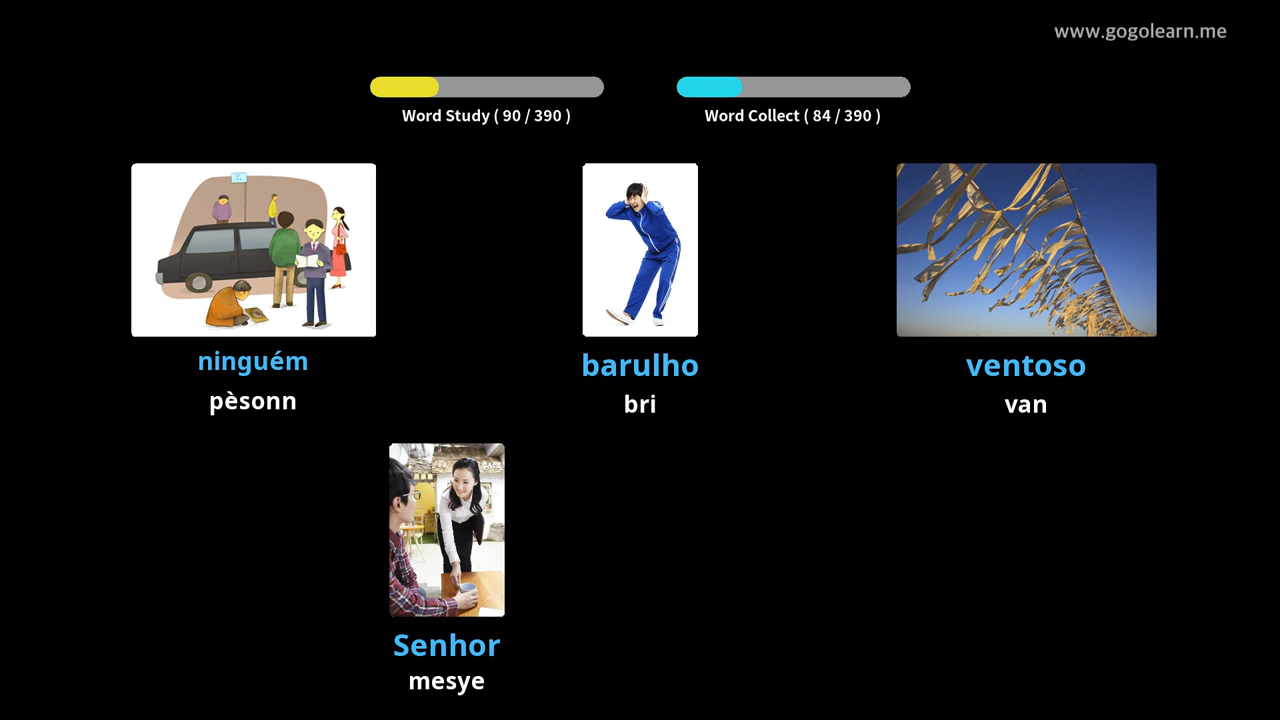 www.gogolearn.me
Word Study ( 90 / 390 )
Word Collect ( 84 / 390 )
ninguém
pèsonn
barulho
bri
ventoso
van
Senhor
mesye